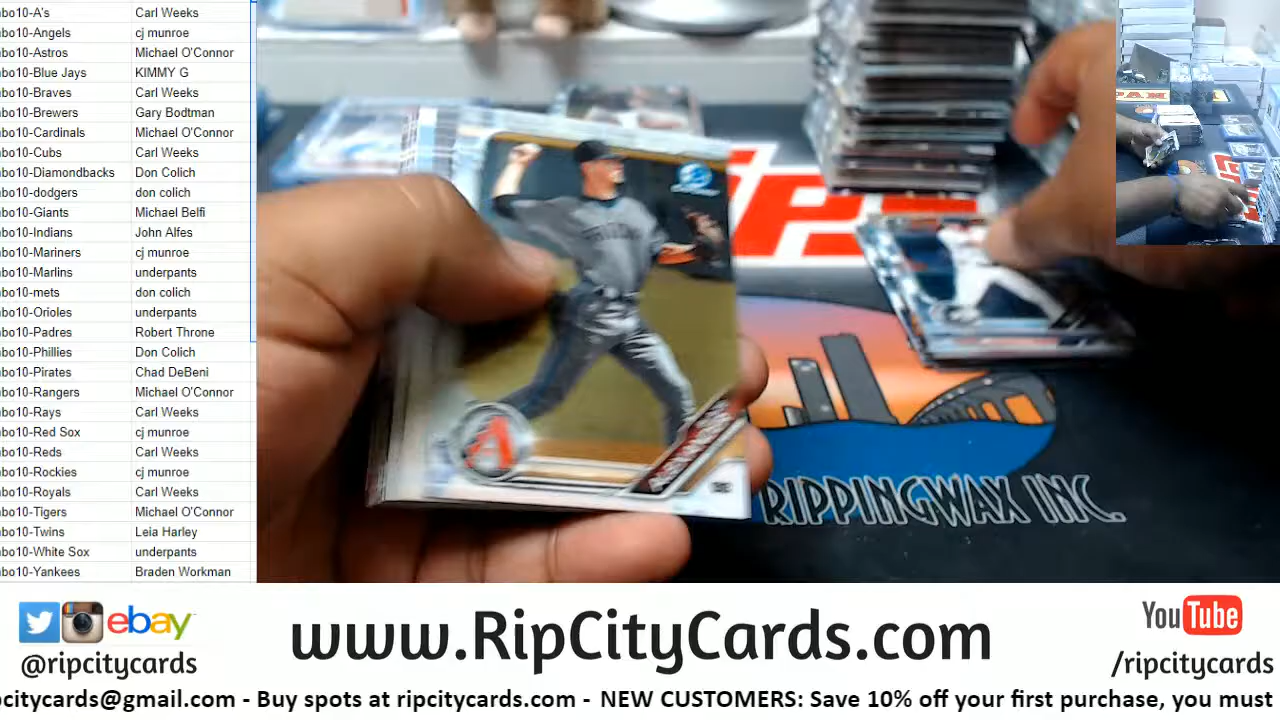 bo10-A's Carl Weeks
bo10-Angels cj munroe
bo10-Astros Michael O'Connor
bo10-Blue Jays KIMMY G
bo10-Braves Carl Weeks
bo10-Brewers Gary Bodtman
bo10-Cardinals Michael O'Connor
bo10-Cubs Carl Weeks
bo10-Diamondbacks Don Colich
bo10-dodgers don colich
bo10-Giants Michael Belfi
bo10-Indians John Alfes
bo10-Mariners cj munroe
bo10-Marlins underpants
bo10-mets don colich
bo10-Orioles underpants
bo10-Padres Robert Throne
bo10-Phillies Don Colich
bo10-Pirates Chad DeBeni
bo10-Rangers Michael O'Connor
bo10-Rays Carl Weeks
bo10-Red Sox cj munroe
bo10-Reds Carl Weeks
bo10-Rockies cj munroe
bo10-Royals Carl Weeks
bo10-Tigers Michael O'Connor
bo10-Twins Leia Harley
bo10-White Sox underpants
bo10-Yankees Braden Workman
A
RIPPINGWAX INC.
ebay
@ripcitycards
www.RipCityCards.com
YouTube
/ripcitycards
citycards@gmail.com - Buy spots at ripcitycards.com - NEW CUSTOMERS: Save 10% off your first purchase, you must